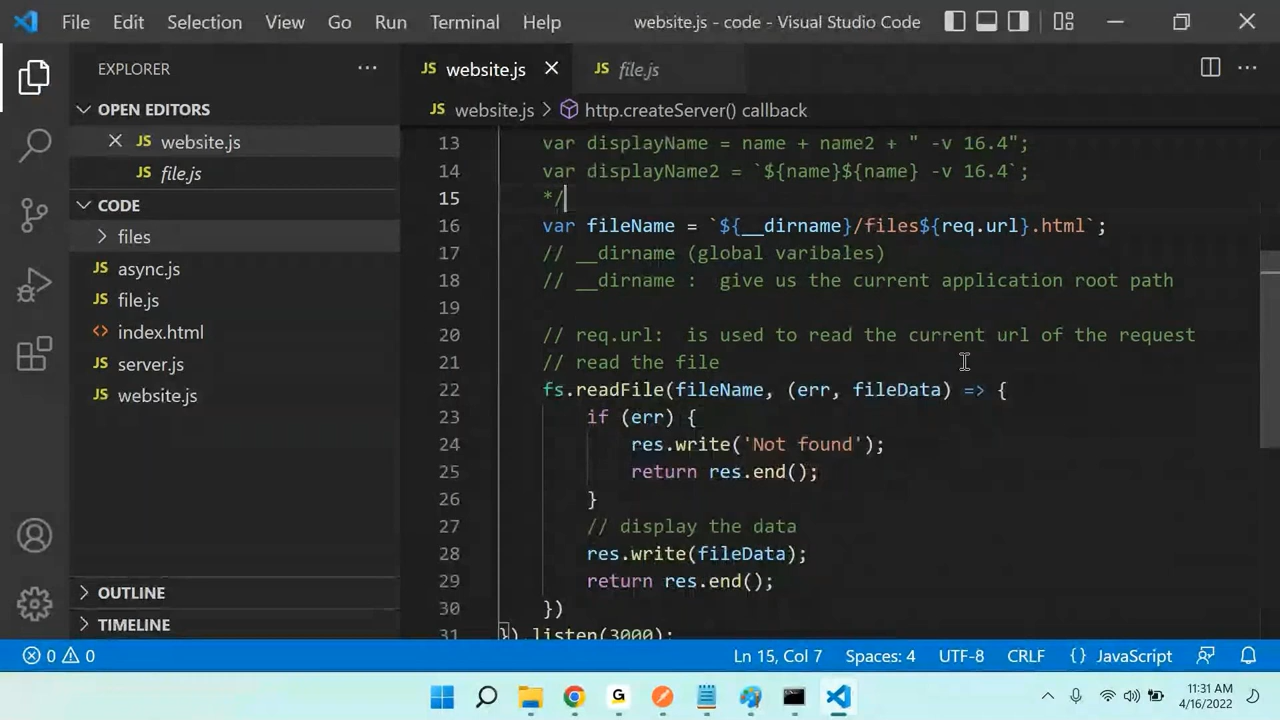 File Edit Selection View Go Run Terminal Help website.js - code - Visual Studio Code
EXPLORER
OPEN EDITORS
JS website.js
JS file.js
CODE
files
JS async.js
JS file.js
<> index.html
JS server.js
JS website.js
OUTLINE
TIMELINE
JS website.js JS file.js
JS website.js > http.createServer() callback
13 var displayName = name + name2 + " -v 16.4";
14 var displayName2 = `${name}${name} -v 16.4`;
15 */
16 var fileName = `${__dirname}/files${req.url}.html`;
17 // __dirname (global varibales)
18 // __dirname :  give us the current application root path
19
20 // req.url:  is used to read the current url of the request
21 // read the file
22 fs.readFile(fileName, (err, fileData) => {
23 if (err) {
24 res.write('Not found');
25 return res.end();
26 }
27 // display the data
28 res.write(fileData);
29 return res.end();
30 })
31 }).listen(3000);
0 0 Ln 15, Col 7 Spaces: 4 UTF-8 CRLF {} JavaScript
G 11:31 AM
4/16/2022